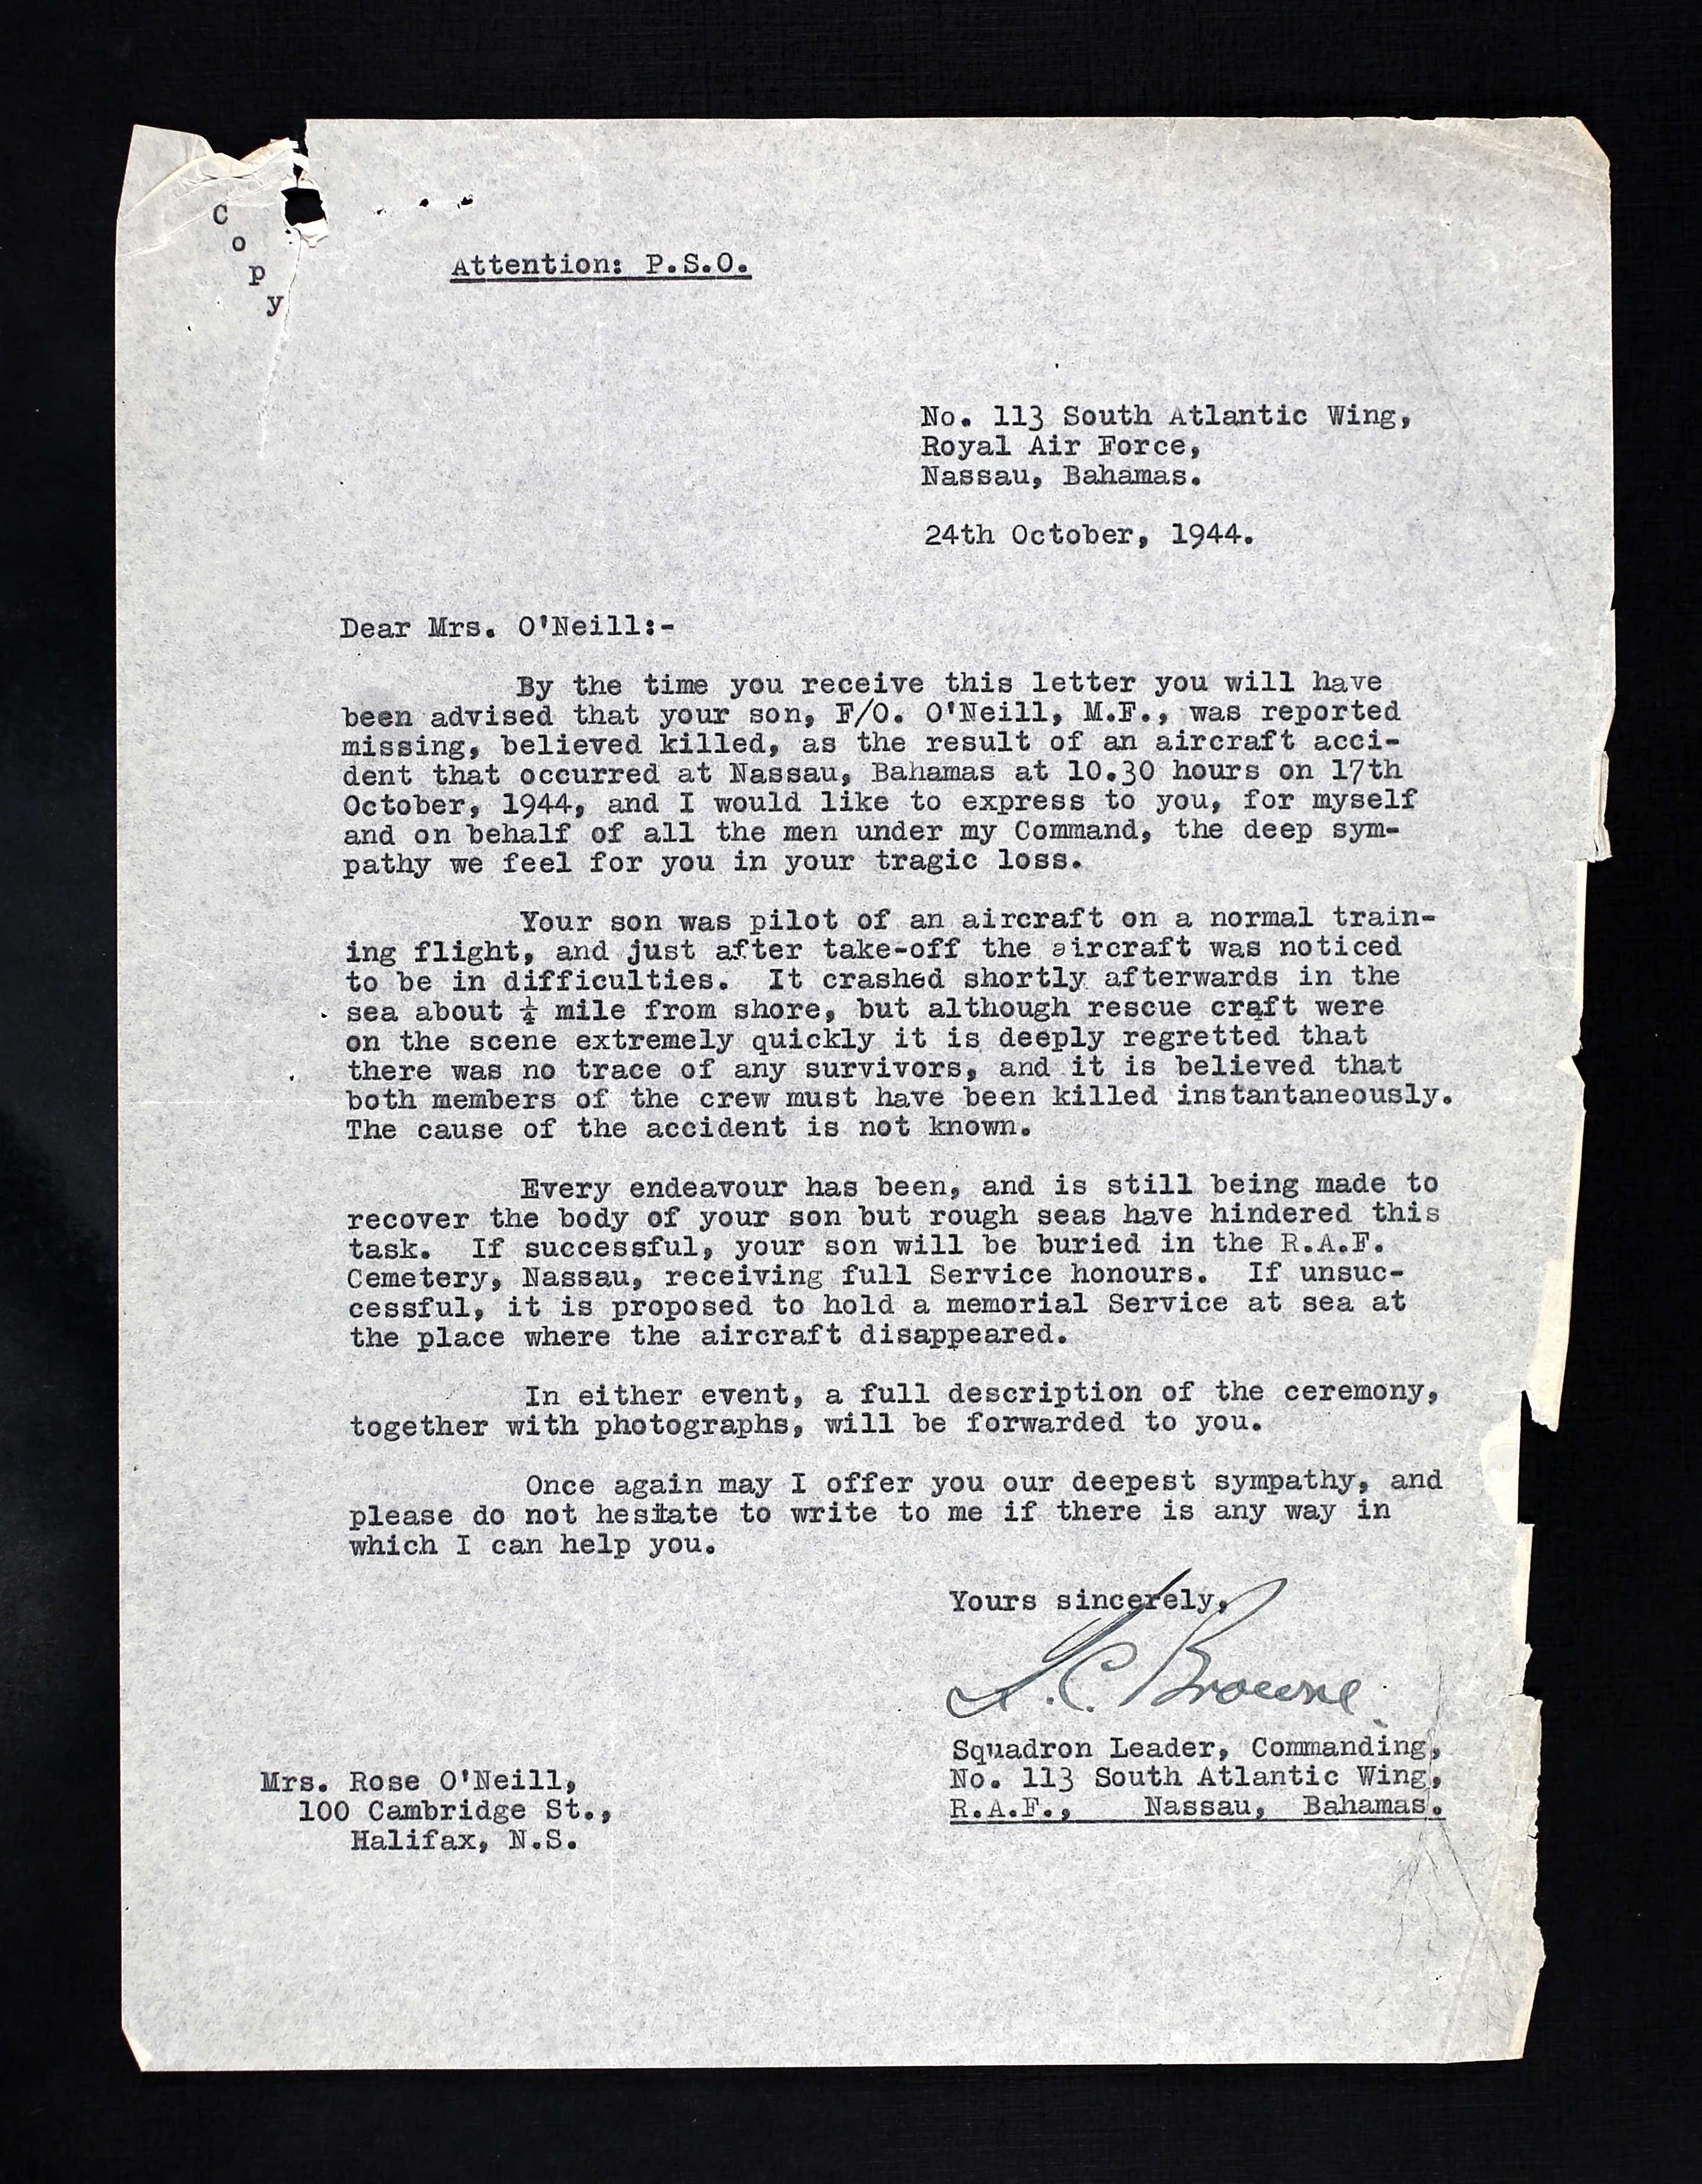 C
o
p
y
Attention: P.S.O.
No. 113 South Atlantic Wing,
Royal Air Force,
Nassau, Bahamas.
24th October, 1944.
Dear Mrs. O'Neill:-
By the time you receive this letter you will have
been advised that your son, F/O. O'Neill, M.F., was reported
missing, believed killed, as the result of an aircraft acci-
dent that occurred at Nassau, Bahamas at 10.30 hours on 17th
October, 1944, and I would like to express to you, for myself
and on behalf of all the men under my Command, the deep sym-
pathy we feel for you in your tragic loss.
Your son was pilot of an aircraft on a normal train-
ing flight, and just after take-off the aircraft was noticed
to be in difficulties. It crashed shortly afterwards in the
sea about ¼ mile from shore, but although rescue craft were
on the scene extremely quickly it is deeply regretted that
there was no trace of any survivors, and it is believed that
both members of the crew must have been killed instantaneously.
The cause of the accident is not known.
Every endeavour has been, and is still being made to
recover the body of your son but rough seas have hindered this
task. If successful, your son will be buried in the R.A.F.
Cemetery, Nassau, receiving full Service honours. If unsuc-
cessful, it is proposed to hold a memorial Service at sea at
the place where the aircraft disappeared.
In either event, a full description of the ceremony,
together with photographs, will be forwarded to you.
Once again may I offer you our deepest sympathy, and
please do not hesitate to write to me if there is any way in
which I can help you.
Yours sincerely,
C. Browne
Squadron Leader, Commanding,
No. 113 South Atlantic Wing,
R.A.F., Nassau, Bahamas.
Mrs. Rose O'Neill,
100 Cambridge St.,
Halifax, N.S.